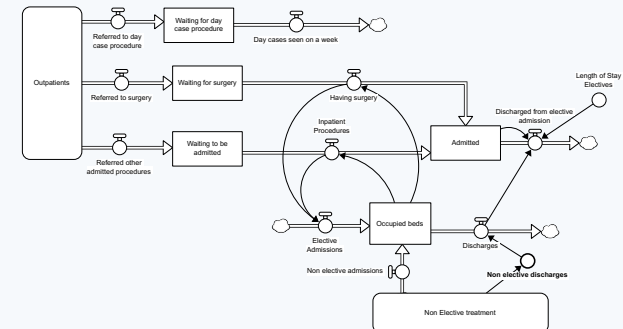 Waiting for day
case procedure
Referred to day
case procedure
Day cases seen on a week
Outpatients
Waiting for surgery
Referred to surgery
Having surgery
Length of Stay
Electives
Discharged from elective
admission
Inpatient
Procedures
Waiting to be
admitted
Admitted
Referred other
admitted procedures
Occupied beds
Elective
Admissions
Discharges
Non elective admissions
Non elective discharges
Non Elective treatment